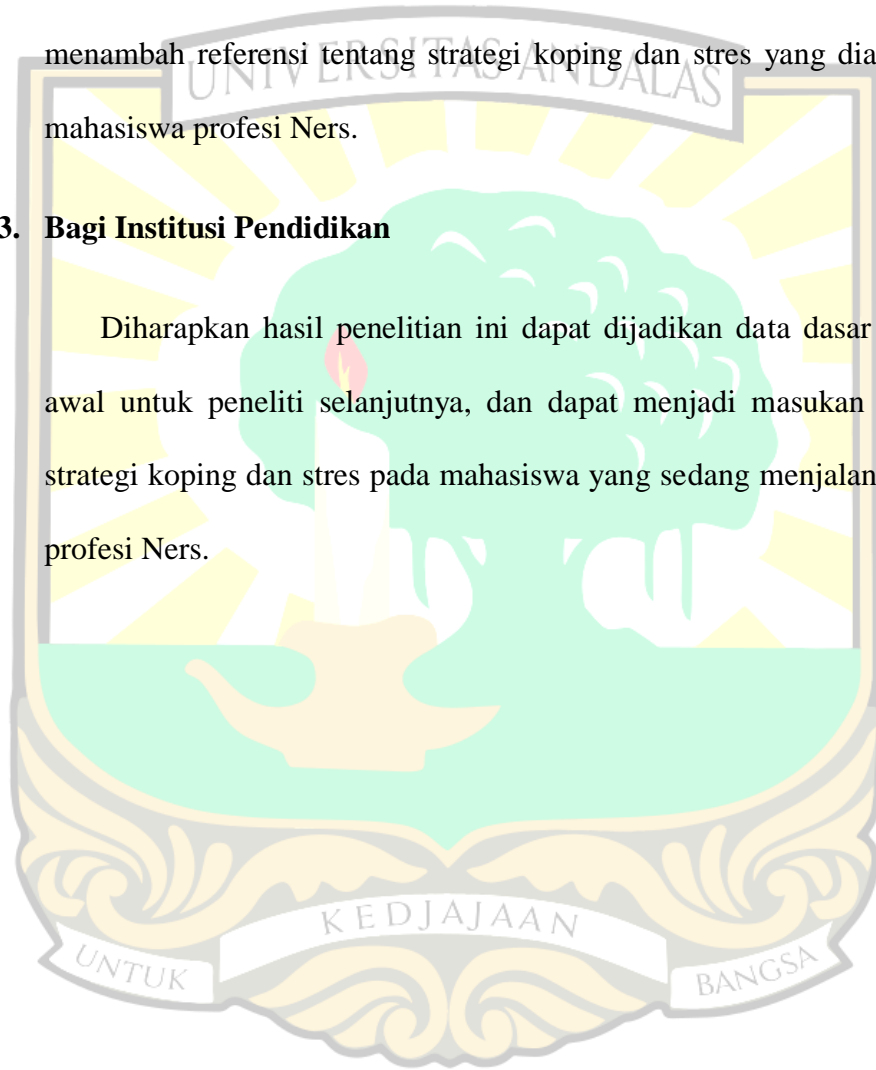 menambah referensi tentang strategi koping dan stres yang dia
UNIVERSITAS ANDALAS
mahasiswa profesi Ners.
3. Bagi Institusi Pendidikan
Diharapkan hasil penelitian ini dapat dijadikan data dasar
awal untuk peneliti selanjutnya, dan dapat menjadi masukan
strategi koping dan stres pada mahasiswa yang sedang menjalan
profesi Ners.
UNTUK KEDJAJAAN BANGSA